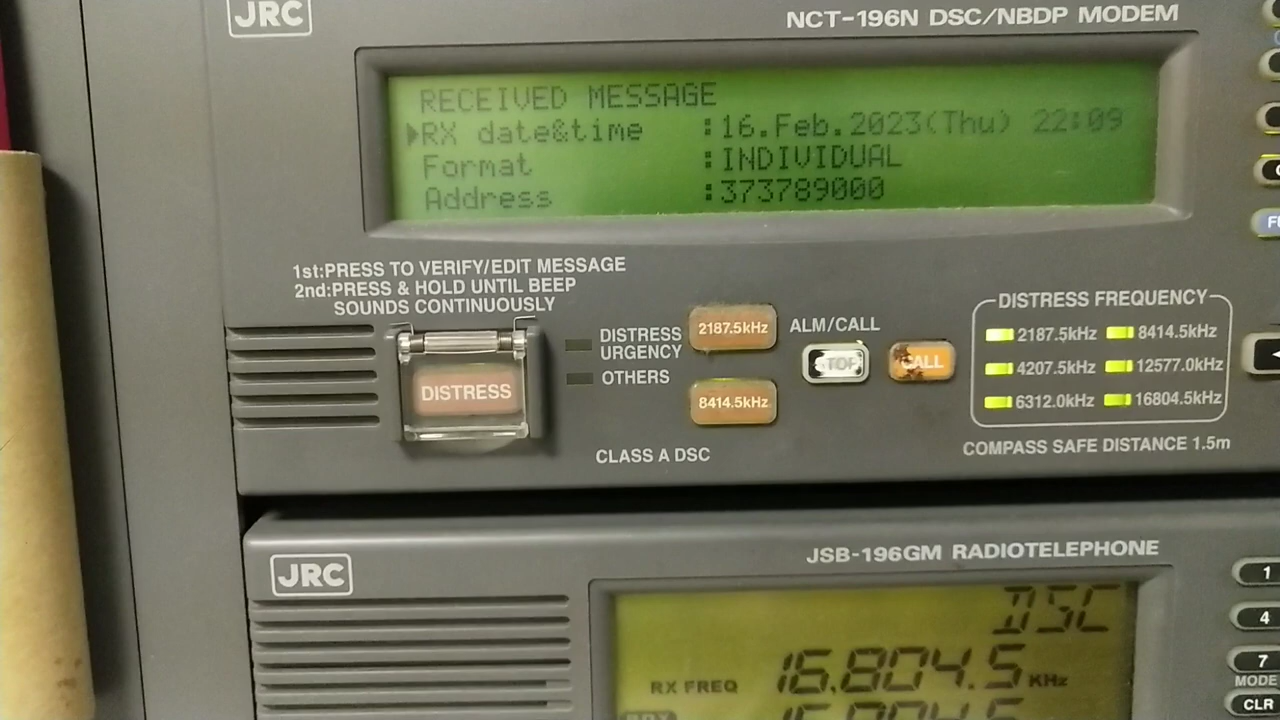 JRC
NCT-196N DSC/NBDP MODEM
RECEIVED MESSAGE
▶RX date&time :16.Feb.2023(Thu) 22:09
Format :INDIVIDUAL
Address :373789000
1st:PRESS TO VERIFY/EDIT MESSAGE
2nd:PRESS & HOLD UNTIL BEEP
SOUNDS CONTINUOUSLY
DISTRESS
DISTRESS
URGENCY
OTHERS
2187.5kHz
8414.5kHz
ALM/CALL
STOP
CALL
CLASS A DSC
DISTRESS FREQUENCY
2187.5kHz 8414.5kHz
4207.5kHz 12577.0kHz
6312.0kHz 16804.5kHz
COMPASS SAFE DISTANCE 1.5m
JRC
JSB-196GM RADIOTELEPHONE
DSC
RX FREQ 16.804.5 KHz
1
4
7
MODE
CLR